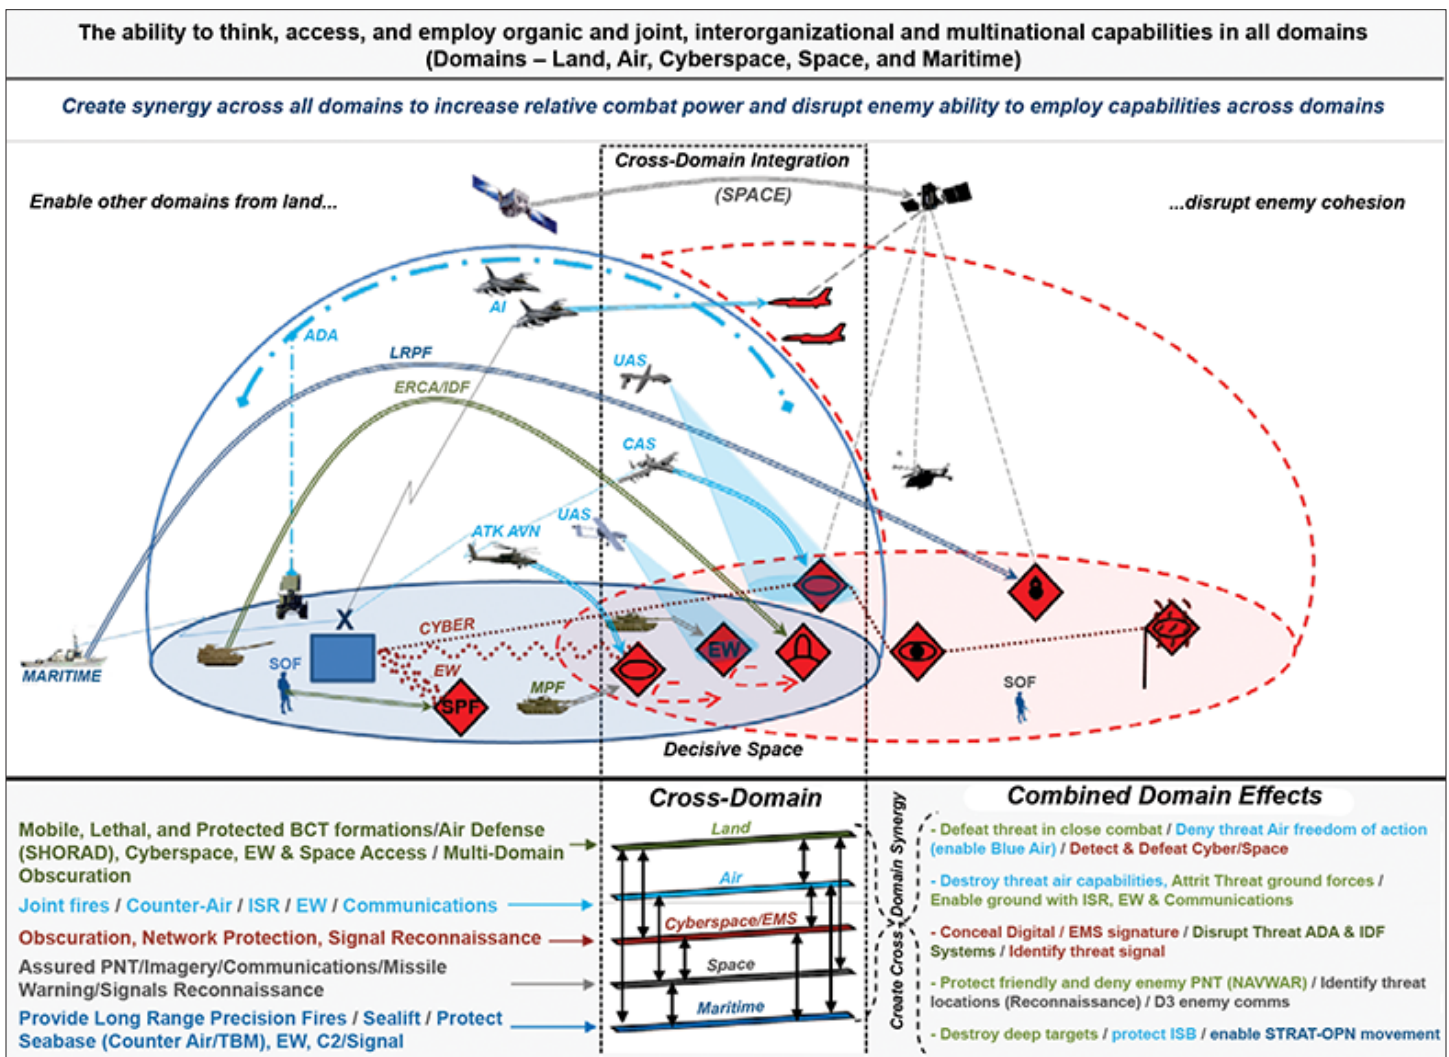 The ability to think, access, and employ organic and joint, interorganizational and multinational capabilities in all domains
(Domains – Land, Air, Cyberspace, Space, and Maritime)
Create synergy across all domains to increase relative combat power and disrupt enemy ability to employ capabilities across domains
Cross-Domain Integration
(SPACE)
Enable other domains from land...
...disrupt enemy cohesion
AI
ADA
LRPF
UAS
ERCA/IDF
CAS
UAS
ATK AVN
X
CYBER
EW
SOF
EW
MARITIME
MPF
SPF
SOF
Decisive Space
Mobile, Lethal, and Protected BCT formations/Air Defense
(SHORAD), Cyberspace, EW & Space Access / Multi-Domain
Obscuration
Joint fires / Counter-Air / ISR / EW / Communications
Obscuration, Network Protection, Signal Reconnaissance
Assured PNT/Imagery/Communications/Missile
Warning/Signals Reconnaissance
Provide Long Range Precision Fires / Sealift / Protect
Seabase (Counter Air/TBM), EW, C2/Signal
Cross-Domain
Land
Air
Cyberspace/EMS
Space
Maritime
Create Cross Domain Synergy
Combined Domain Effects
- Defeat threat in close combat / Deny threat Air freedom of action
(enable Blue Air) / Detect & Defeat Cyber/Space
- Destroy threat air capabilities, Attrit Threat ground forces /
Enable ground with ISR, EW & Communications
- Conceal Digital / EMS signature / Disrupt Threat ADA & IDF
Systems / Identify threat signal
- Protect friendly and deny enemy PNT (NAVWAR) / Identify threat
locations (Reconnaissance) / D3 enemy comms
- Destroy deep targets / protect ISB / enable STRAT-OPN movement